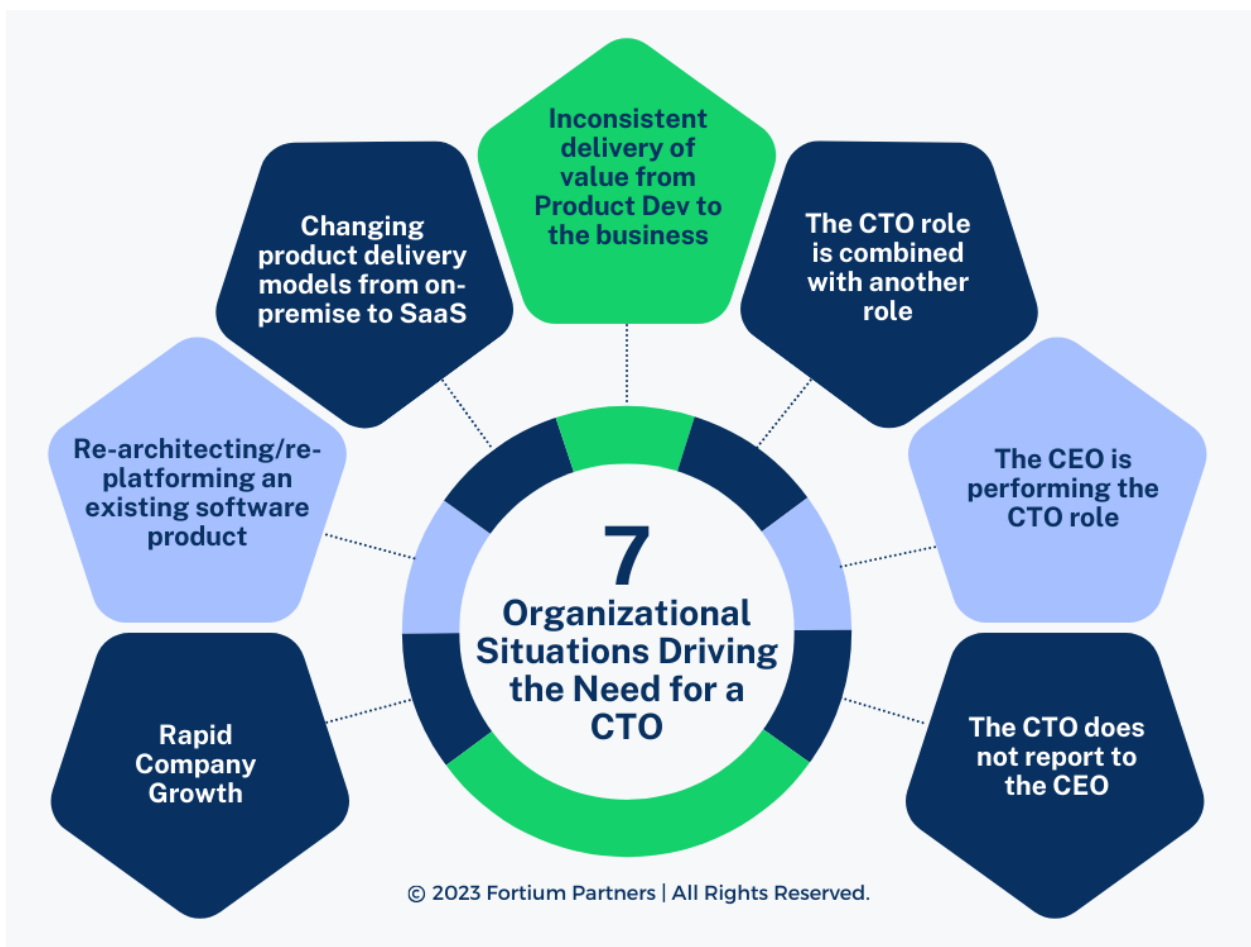 Inconsistent
delivery of
value from
Product Dev to
the business
Changing
product delivery
models from on-
premise to SaaS
The CTO role
is combined
with another
role
Re-architecting/re-
platforming an
existing software
product
The CEO is
performing the
CTO role
7
Organizational
Situations Driving
the Need for a
CTO
Rapid
Company
Growth
The CTO does
not report to
the CEO
© 2023 Fortium Partners | All Rights Reserved.